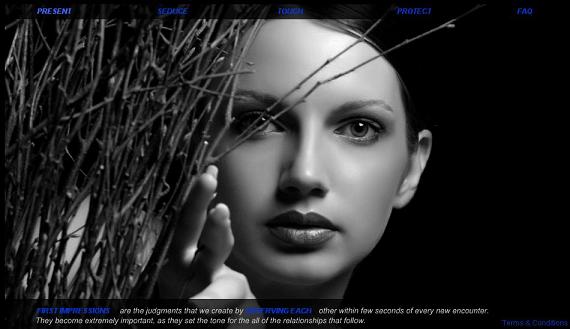 PRESENT SEDUCE TOUCH PROTECT FAQ
FIRST IMPRESSIONS are the judgments that we create by OBSERVING EACH other within few seconds of every new encounter.
They become extremely important, as they set the tone for the all of the relationships that follow.
Terms & Conditions